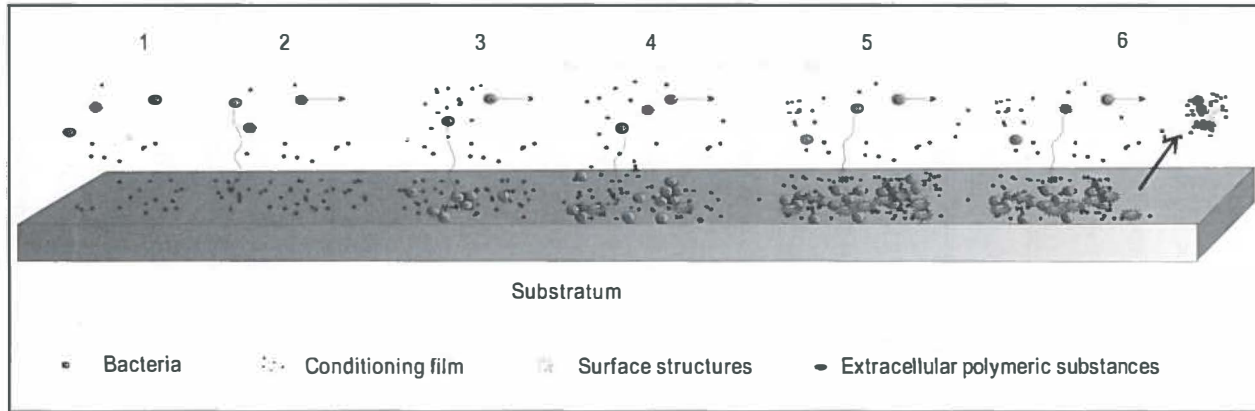 1 2 3 4 5 6
Substratum
Bacteria Conditioning film Surface structures Extracellular polymeric substances